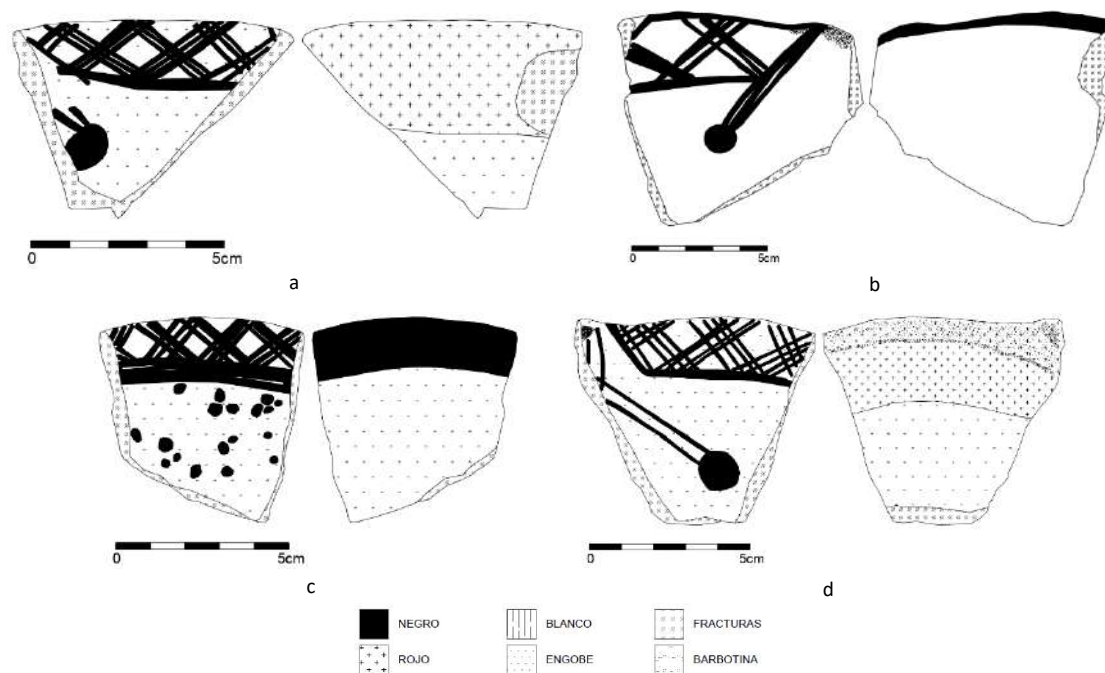 0 5cm
a
0 5cm
b
0 5cm
c
0 5cm
d
NEGRO BLANCO FRACTURAS
ROJO ENGOBE BARBOTINA